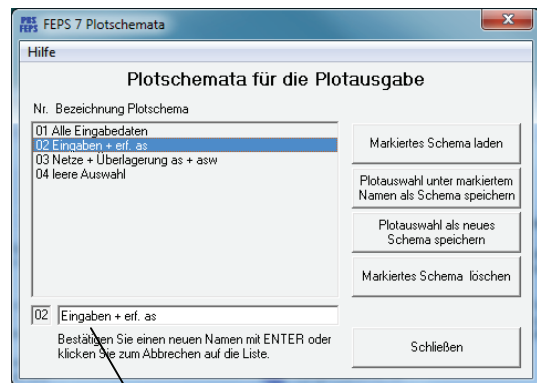 PBS
FEPS
FEPS 7 Plotschemata
Hilfe
Plotschemata für die Plotausgabe
Nr. Bezeichnung Plotschema
01 Alle Eingabedaten
02 Eingaben + erf. as
03 Netze + Überlagerung as + asw
04 leere Auswahl
Markiertes Schema laden
Plotauswahl unter markiertem
Namen als Schema speichern
Plotauswahl als neues
Schema speichern
Markiertes Schema löschen
02 Eingaben + erf. as
Bestätigen Sie einen neuen Namen mit ENTER oder
klicken Sie zum Abbrechen auf die Liste.
Schließen